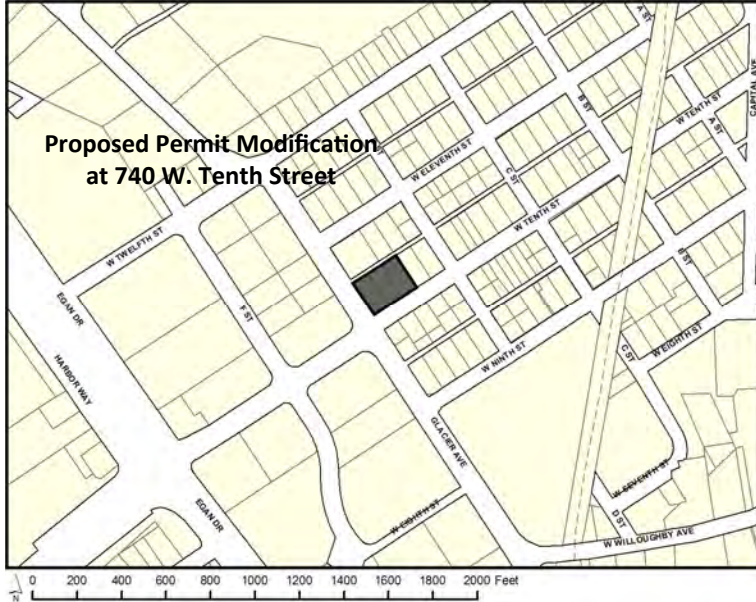 Proposed Permit Modification
at 740 W. Tenth Street
A ST
CAPITAL AVE
B ST
W TENTH ST
A ST
ST
W ELEVENTH ST
C ST
W TENTH ST
W TWELFTH ST
B ST
EGAN DR
F ST
HARBOR WAY
W NINTH ST
C ST
W EIGHTH ST
GLACIER AVE
W SEVENTH ST
EGAN DR
W EIGHTH ST
D ST
W WILLOUGHBY AVE
N
0 200 400 600 800 1000 1200 1400 1600 1800 2000 Feet